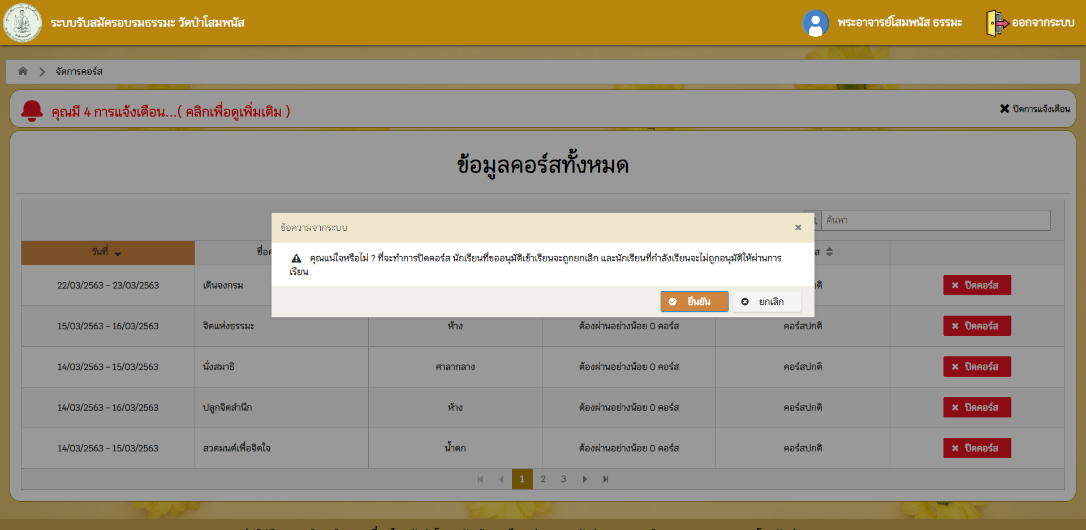 ระบบรับสมัครอบรมธรรมะ วัดป่าโสมพนัส
พระอาจารย์โสมพนัส ธรรมะ
ออกจากระบบ
จัดการคอร์ส
คุณมี 4 การแจ้งเตือน...( คลิกเพื่อดูเพิ่มเติม )
ปิดการแจ้งเตือน
ข้อมูลคอร์สทั้งหมด
ค้นหา
วันที่
ข้อความจากระบบ
คุณแน่ใจหรือไม่ ? ที่จะทำการปิดคอร์ส นักเรียนที่ขออนุมัติเข้าเรียนจะถูกยกเลิก และนักเรียนที่กำลังเรียนจะไม่ถูกอนุมัติให้ผ่านการ
เรียน
ยืนยัน ยกเลิก
22/03/2563 - 23/03/2563 เดินจงกรม ปิดคอร์ส
15/03/2563 - 16/03/2563 จิตแห่งธรรมะ ห้าง ต้องผ่านอย่างน้อย 0 คอร์ส คอร์สปกติ ปิดคอร์ส
14/03/2563 - 15/03/2563 นั่งสมาธิ ศาลากลาง ต้องผ่านอย่างน้อย 0 คอร์ส คอร์สปกติ ปิดคอร์ส
14/03/2563 - 16/03/2563 ปลูกจิตสำนึก ห้าง ต้องผ่านอย่างน้อย 0 คอร์ส คอร์สปกติ ปิดคอร์ส
14/03/2563 - 15/03/2563 สวดมนต์เพื่อจิตใจ น้ำตก ต้องผ่านอย่างน้อย 0 คอร์ส คอร์สปกติ ปิดคอร์ส
1 2 3